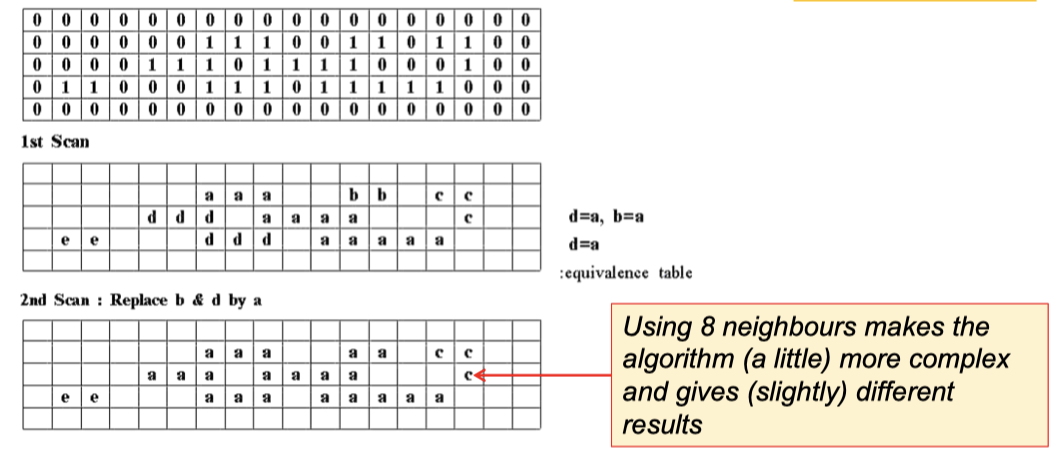 0 0 0 0 0 0 0 0 0 0 0 0 0 0 0 0 0 0
0 0 0 0 0 0 1 1 1 0 0 1 1 0 1 1 0 0
0 0 0 0 1 1 1 0 1 1 1 1 0 0 0 1 0 0
0 1 1 0 0 0 1 1 1 0 1 1 1 1 1 0 0 0
0 0 0 0 0 0 0 0 0 0 0 0 0 0 0 0 0 0
1st Scan
a a a b b c c
d d d a a a a c
e e d d d a a a a a
d=a, b=a
d=a
:equivalence table
2nd Scan : Replace b & d by a
a a a a a c c
a a a a a a a c
e e a a a a a a a a
Using 8 neighbours makes the
algorithm (a little) more complex
and gives (slightly) different
results